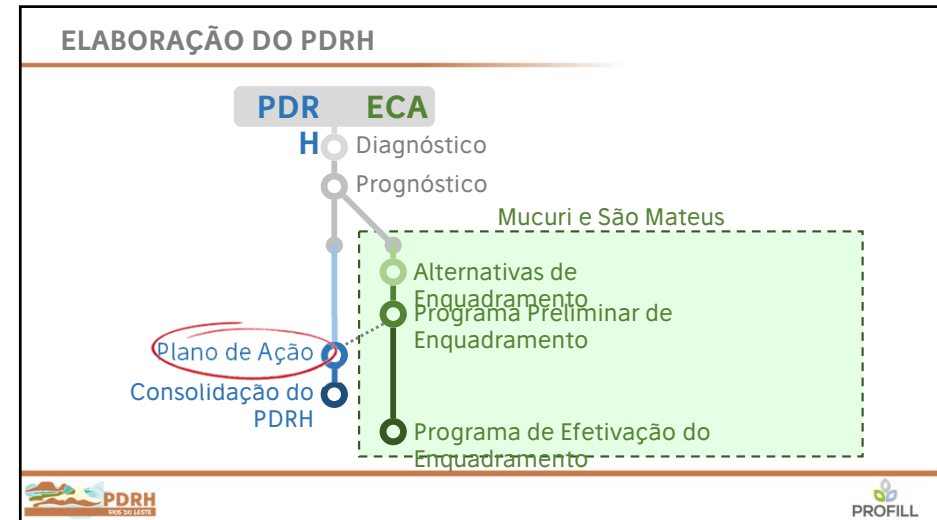 ELABORAÇÃO DO PDRH
PDR
H
ECA
Diagnóstico
Prognóstico
Mucuri e São Mateus
Alternativas de
Enquadramento
Programa Preliminar de
Enquadramento
Plano de Ação
Consolidação do
PDRH
Programa de Efetivação do
Enquadramento
PDRH
RIOS DO LESTE
PROFILL